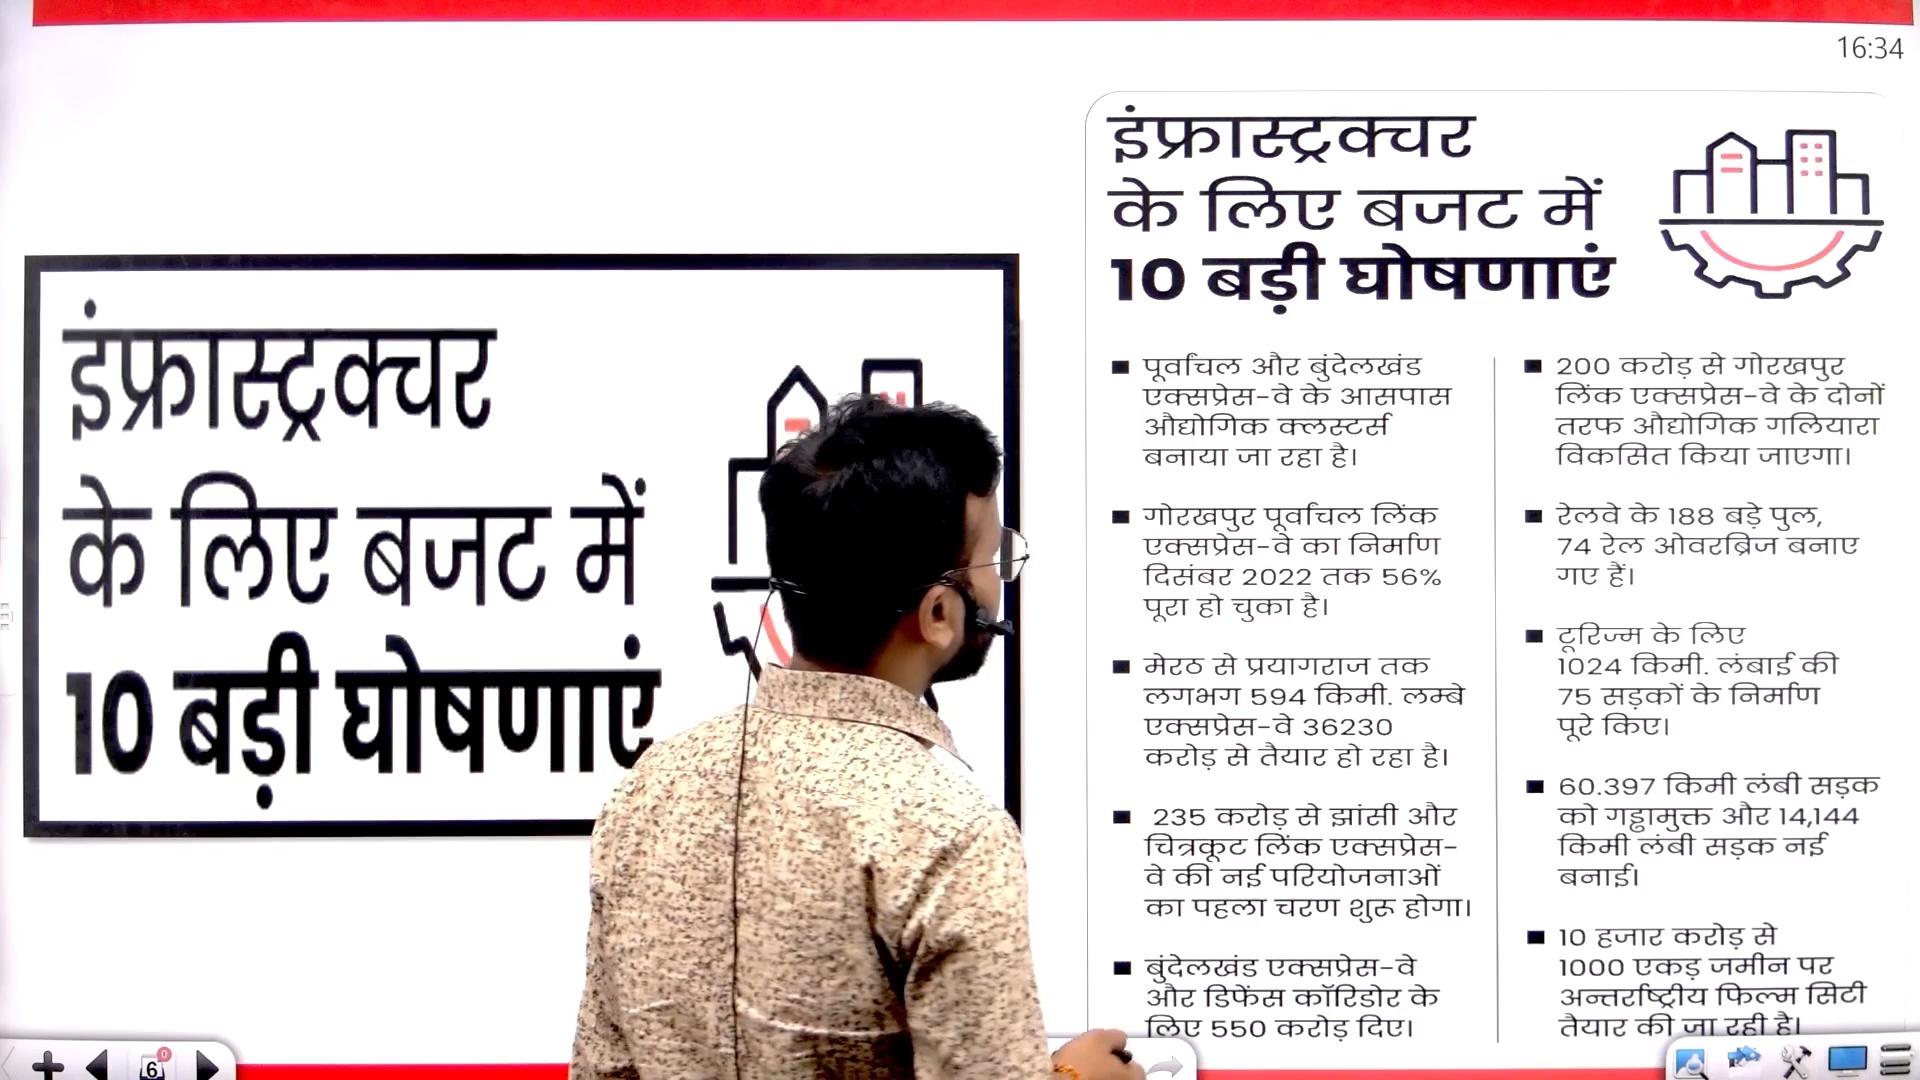 16:34
इंफ्रास्ट्रक्चर
के लिए बजट में
10 बड़ी घोषणाएं
इंफ्रास्ट्रक्चर
के लिए बजट में
10 बड़ी घोषणाएं
पूर्वांचल और बुंदेलखंड
एक्सप्रेस-वे के आसपास
औद्योगिक क्लस्टर्स
बनाया जा रहा है।
गोरखपुर पूर्वांचल लिंक
एक्सप्रेस-वे का निर्माण
दिसंबर 2022 तक 56%
पूरा हो चुका है।
मेरठ से प्रयागराज तक
लगभग 594 किमी. लम्बे
एक्सप्रेस-वे 36230
करोड़ से तैयार हो रहा है।
235 करोड़ से झांसी और
चित्रकूट लिंक एक्सप्रेस-
वे की नई परियोजनाओं
का पहला चरण शुरू होगा।
बुंदेलखंड एक्सप्रेस-वे
और डिफेंस कॉरिडोर के
लिए 550 करोड़ दिए।
200 करोड़ से गोरखपुर
लिंक एक्सप्रेस-वे के दोनों
तरफ औद्योगिक गलियारा
विकसित किया जाएगा।
रेलवे के 188 बड़े पुल,
74 रेल ओवरब्रिज बनाए
गए हैं।
टूरिज्म के लिए
1024 किमी. लंबाई की
75 सड़कों के निर्माण
पूरे किए।
60.397 किमी लंबी सड़क
को गड्ढामुक्त और 14,144
किमी लंबी सड़क नई
बनाई।
10 हजार करोड़ से
1000 एकड़ जमीन पर
अन्तर्राष्ट्रीय फिल्म सिटी
तैयार की जा रही है।
6
0